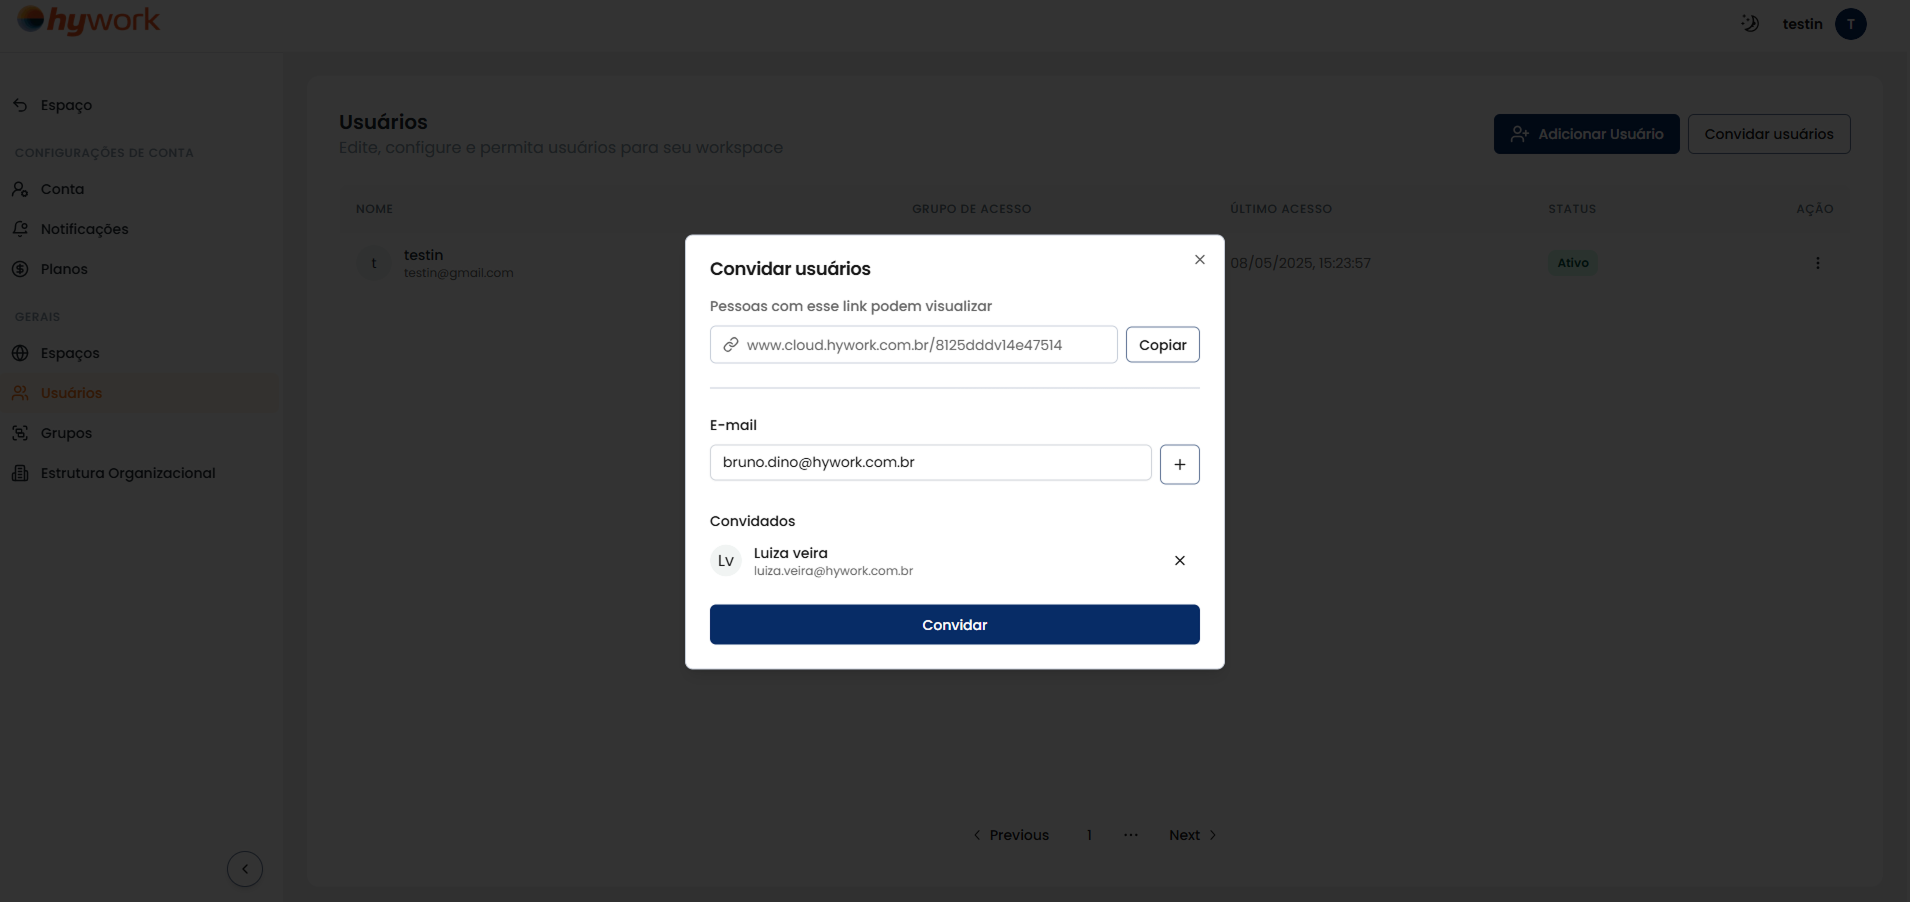 hywork
testin
T
Espaço
CONFIGURAÇÕES DE CONTA
Conta
Notificações
Planos
GERAIS
Espaços
Usuários
Grupos
Estrutura Organizacional
Usuários
Edite, configure e permita usuários para seu workspace
Adicionar Usuário
Convidar usuários
NOME
GRUPO DE ACESSO
ÚLTIMO ACESSO
STATUS
AÇÃO
t
testin
testin@gmail.com
08/05/2025, 15:23:57
Ativo
Convidar usuários
Pessoas com esse link podem visualizar
www.cloud.hywork.com.br/8125dddv14e47514
Copiar
E-mail
bruno.dino@hywork.com.br
Convidados
Lv
Luiza veira
luiza.veira@hywork.com.br
Convidar
Previous
1
Next